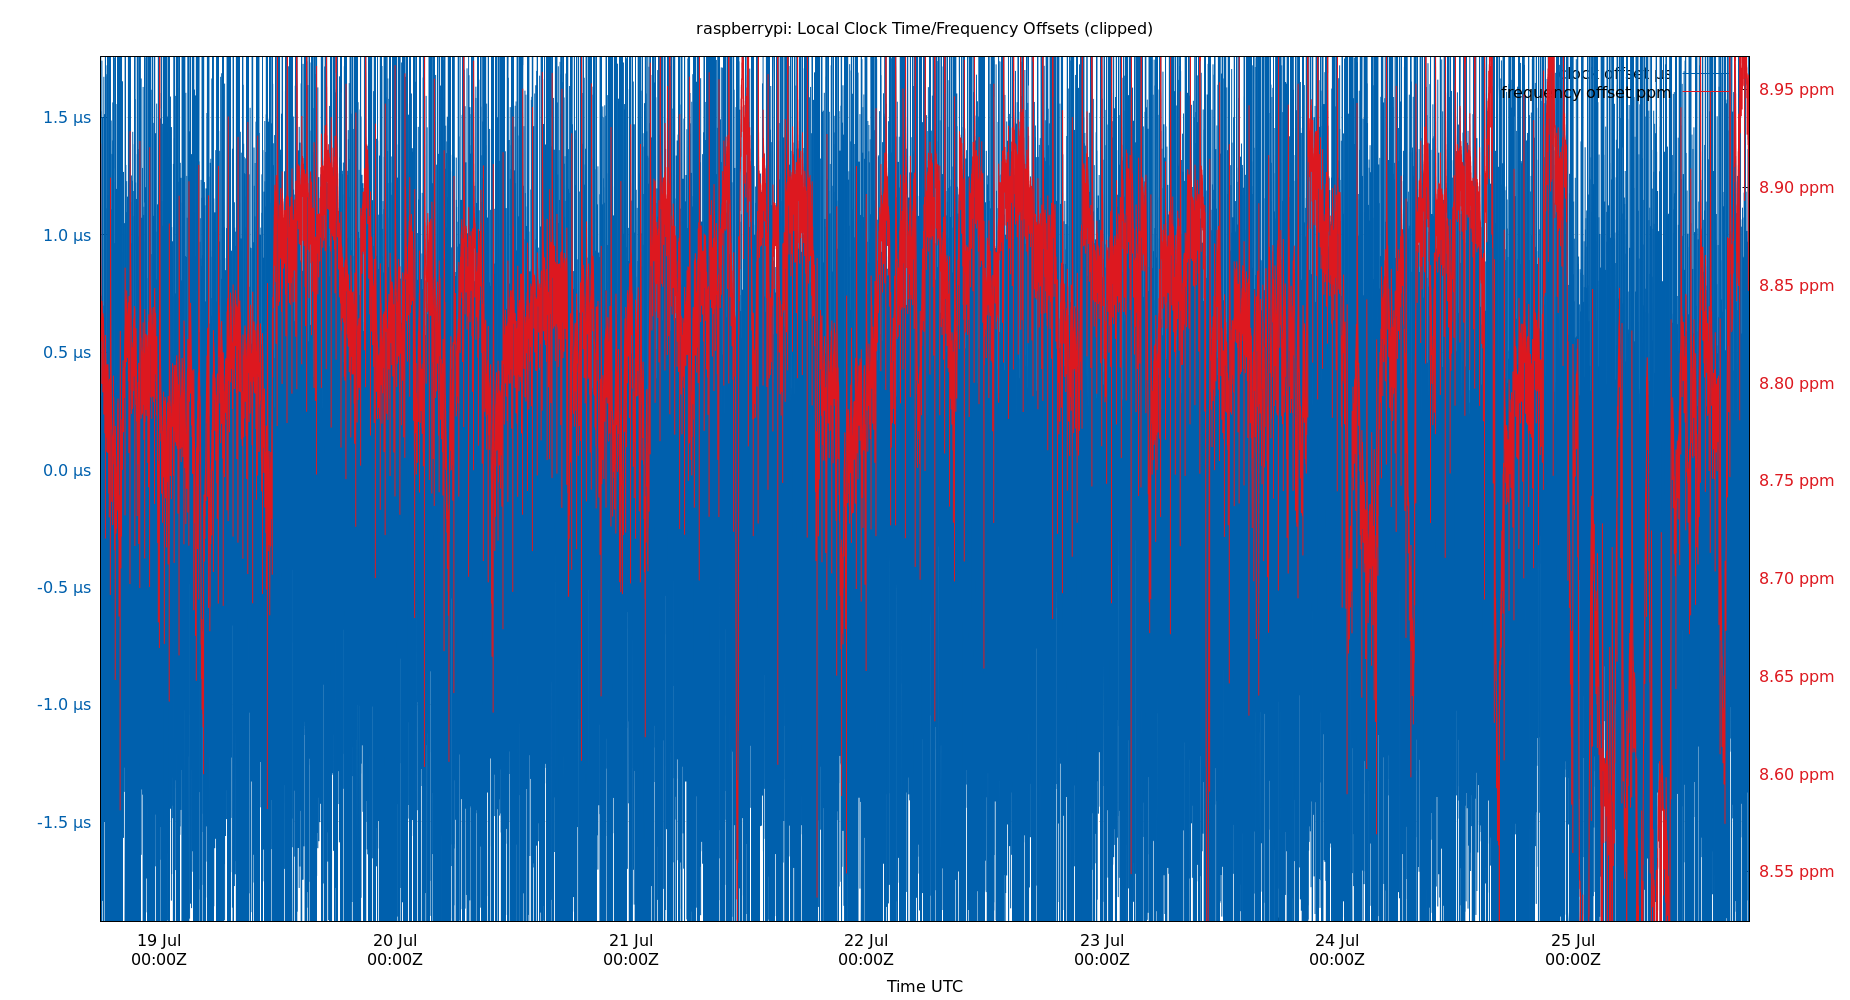 raspberrypi: Local Clock Time/Frequency Offsets (clipped)
clock offset µs
frequency offset ppm
1.5 µs
1.0 µs
0.5 µs
0.0 µs
-0.5 µs
-1.0 µs
-1.5 µs
8.95 ppm
8.90 ppm
8.85 ppm
8.80 ppm
8.75 ppm
8.70 ppm
8.65 ppm
8.60 ppm
8.55 ppm
19 Jul 20 Jul 21 Jul 22 Jul 23 Jul 24 Jul 25 Jul
00:00Z 00:00Z 00:00Z 00:00Z 00:00Z 00:00Z 00:00Z
Time UTC